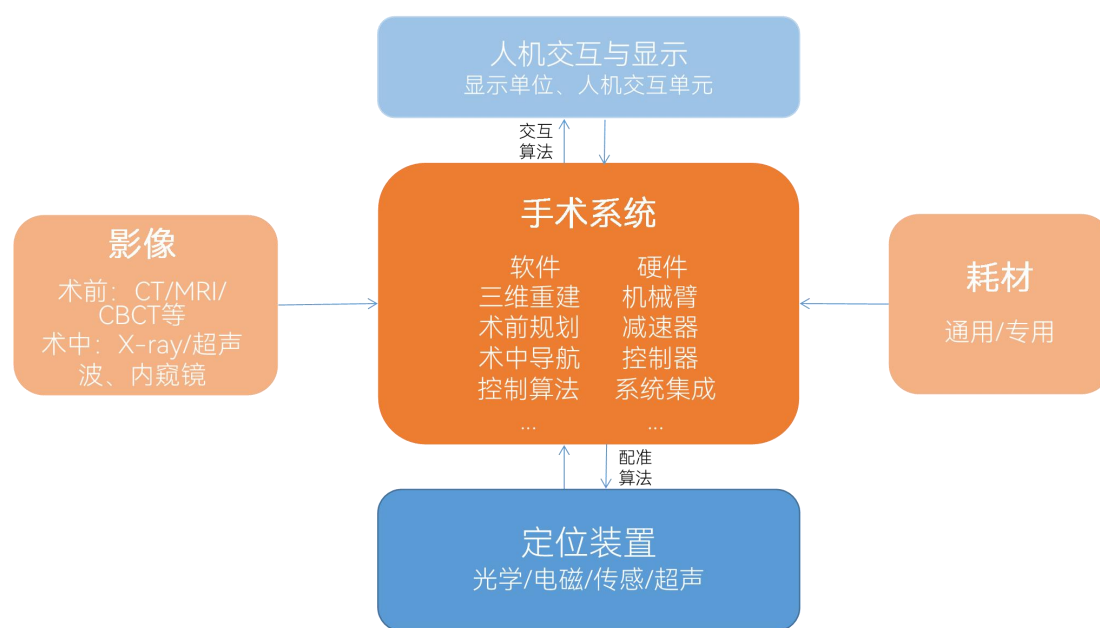 人机交互与显示
显示单位、人机交互单元
交互
算法
手术系统
软件 硬件
三维重建 机械臂
术前规划 减速器
术中导航 控制器
控制算法 系统集成
... ...
影像
术前：CT/MRI/
CBCT等
术中：X-ray/超声
波、内窥镜
耗材
通用/专用
配准
算法
定位装置
光学/电磁/传感/超声